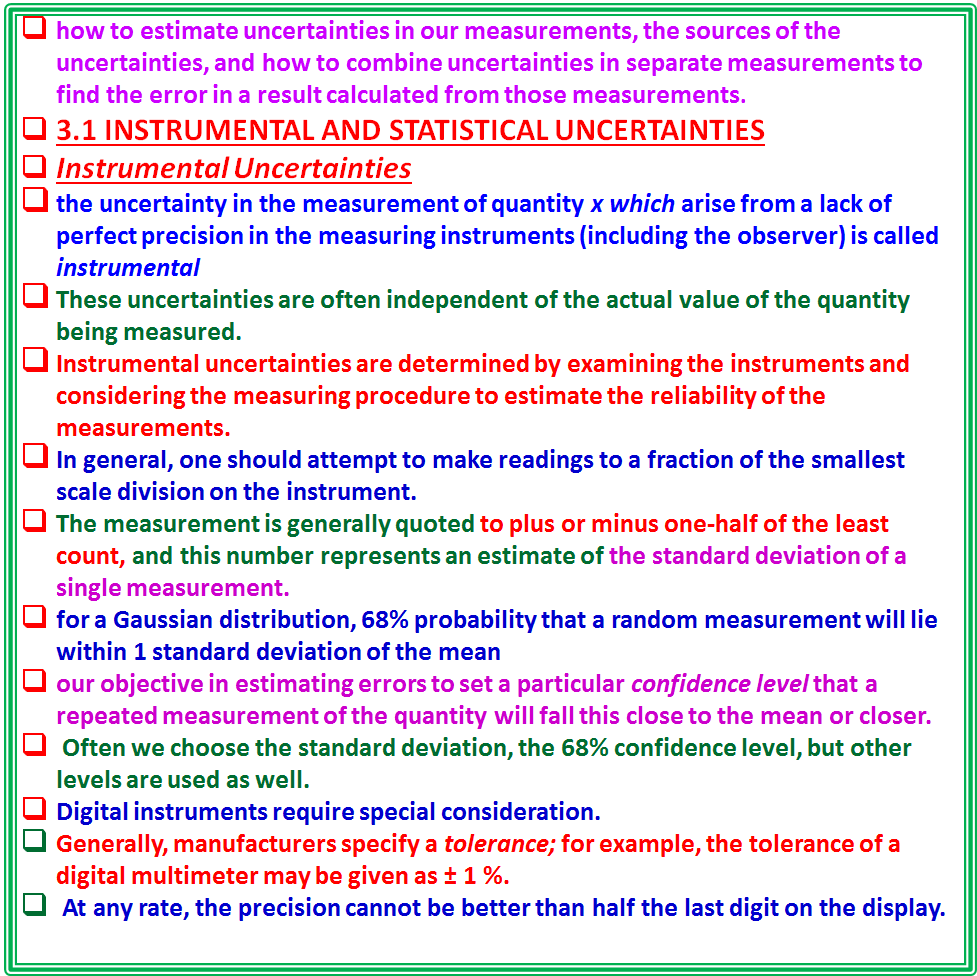 how to estimate uncertainties in our measurements, the sources of the
uncertainties, and how to combine uncertainties in separate measurements to
find the error in a result calculated from those measurements.
3.1 INSTRUMENTAL AND STATISTICAL UNCERTAINTIES
Instrumental Uncertainties
the uncertainty in the measurement of quantity x which arise from a lack of
perfect precision in the measuring instruments (including the observer) is called
instrumental
These uncertainties are often independent of the actual value of the quantity
being measured.
Instrumental uncertainties are determined by examining the instruments and
considering the measuring procedure to estimate the reliability of the
measurements.
In general, one should attempt to make readings to a fraction of the smallest
scale division on the instrument.
The measurement is generally quoted to plus or minus one-half of the least
count, and this number represents an estimate of the standard deviation of a
single measurement.
for a Gaussian distribution, 68% probability that a random measurement will lie
within 1 standard deviation of the mean
our objective in estimating errors to set a particular confidence level that a
repeated measurement of the quantity will fall this close to the mean or closer.
Often we choose the standard deviation, the 68% confidence level, but other
levels are used as well.
Digital instruments require special consideration.
Generally, manufacturers specify a tolerance; for example, the tolerance of a
digital multimeter may be given as ± 1 %.
At any rate, the precision cannot be better than half the last digit on the display.